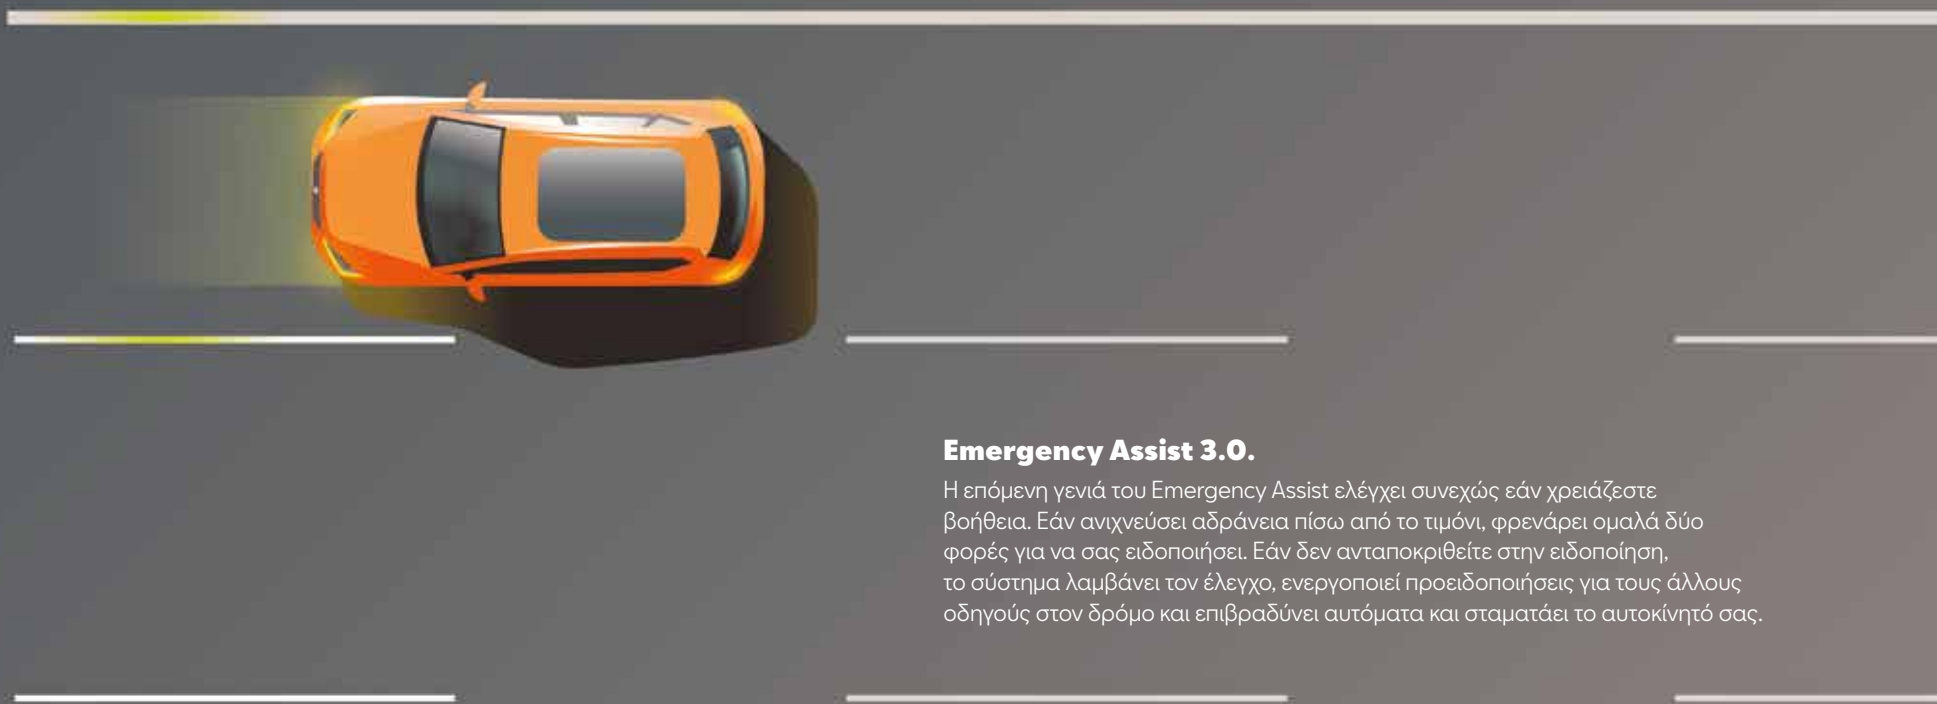 Emergency Assist 3.0.
Η επόμενη γενιά του Emergency Assist ελέγχει συνεχώς εάν χρειάζεστε
βοήθεια. Εάν ανιχνεύσει αδράνεια πίσω από το τιμόνι, φρενάρει ομαλά δύο
φορές για να σας ειδοποιήσει. Εάν δεν ανταποκριθείτε στην ειδοποίηση,
το σύστημα λαμβάνει τον έλεγχο, ενεργοποιεί προειδοποιήσεις για τους άλλους
οδηγούς στον δρόμο και επιβραδύνει αυτόματα και σταματάει το αυτοκίνητό σας.